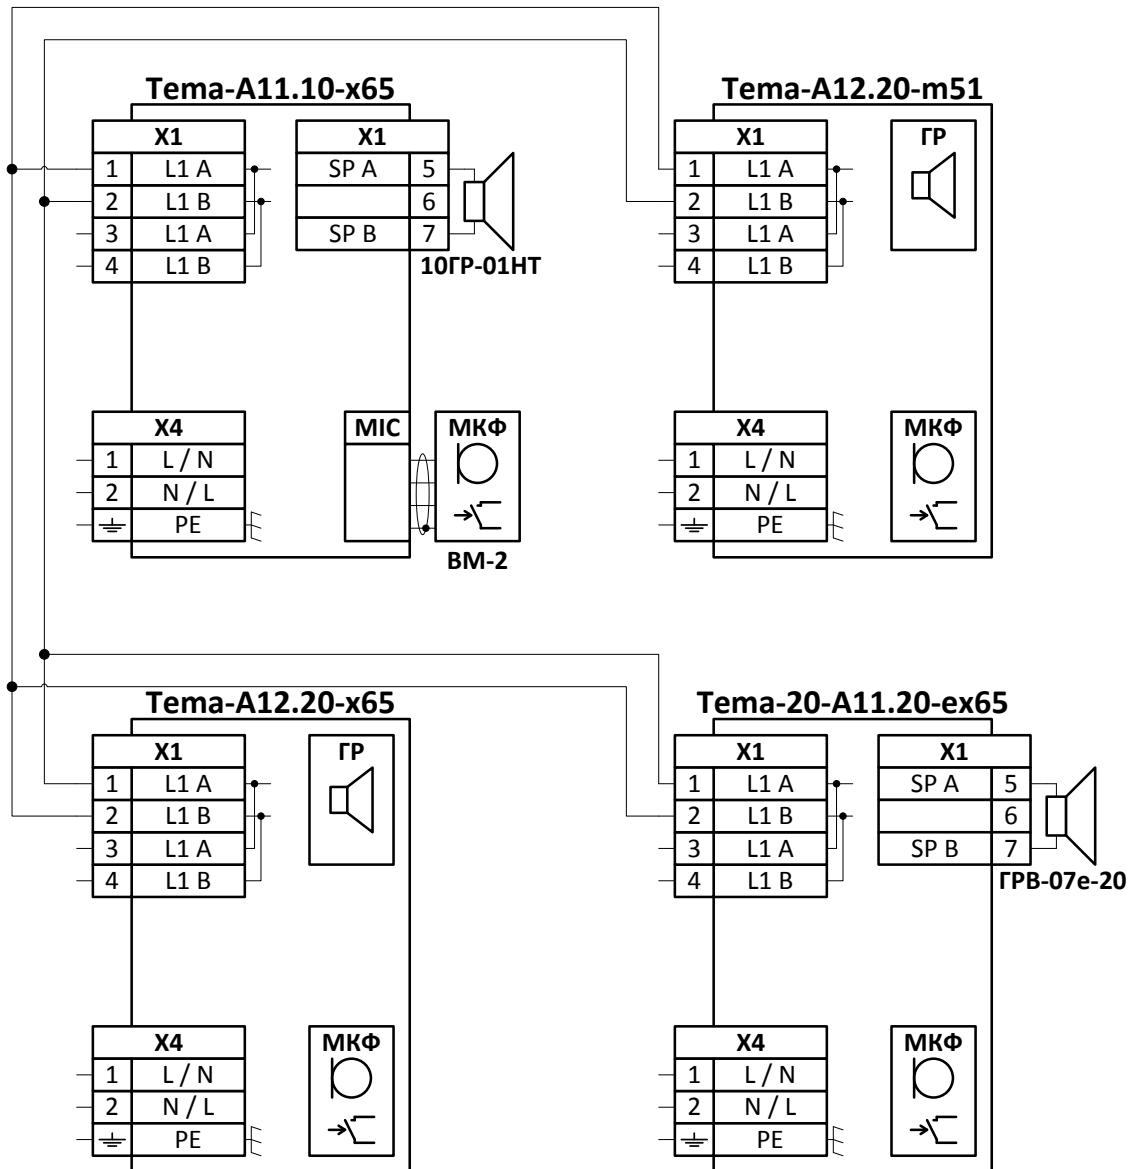 Tema-A11.10-x65
X1
1 L1 A
2 L1 B
3 L1 A
4 L1 B
X1
SP A 5
6
SP B 7
10ГР-01НТ
X4
1 L / N
2 N / L
PE
MIC
МКФ
ВМ-2
Tema-A12.20-m51
X1
1 L1 A
2 L1 B
3 L1 A
4 L1 B
ГР
X4
1 L / N
2 N / L
PE
МКФ
Tema-A12.20-x65
X1
1 L1 A
2 L1 B
3 L1 A
4 L1 B
ГР
X4
1 L / N
2 N / L
PE
МКФ
Tema-20-A11.20-ex65
X1
1 L1 A
2 L1 B
3 L1 A
4 L1 B
X1
SP A 5
6
SP B 7
ГРВ-07е-20
X4
1 L / N
2 N / L
PE
МКФ